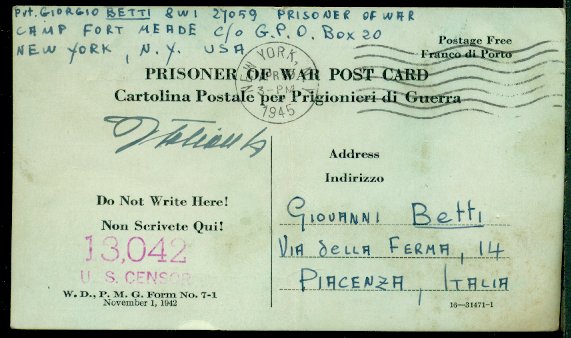 Pvt. GIORGIO BETTI 8WI 27059 PRISONER OF WAR
CAMP FORT MEADE c/o G.P.O. BOX 20
NEW YORK, N.Y. USA
Postage Free
Franco di Porto
NEW YORK, N.Y.
3-PM
1945
PRISONER OF WAR POST CARD
Cartolina Postale per Prigionieri di Guerra
Address
Indirizzo
Do Not Write Here!
Non Scrivete Qui!
13,042
U. S. CENSOR
W. D., P. M. G. Form No. 7-1
November 1, 1942
GIOVANNI BETTI
VIA DELLA FERMA, 14
PIACENZA, ITALIA
16—31471-1